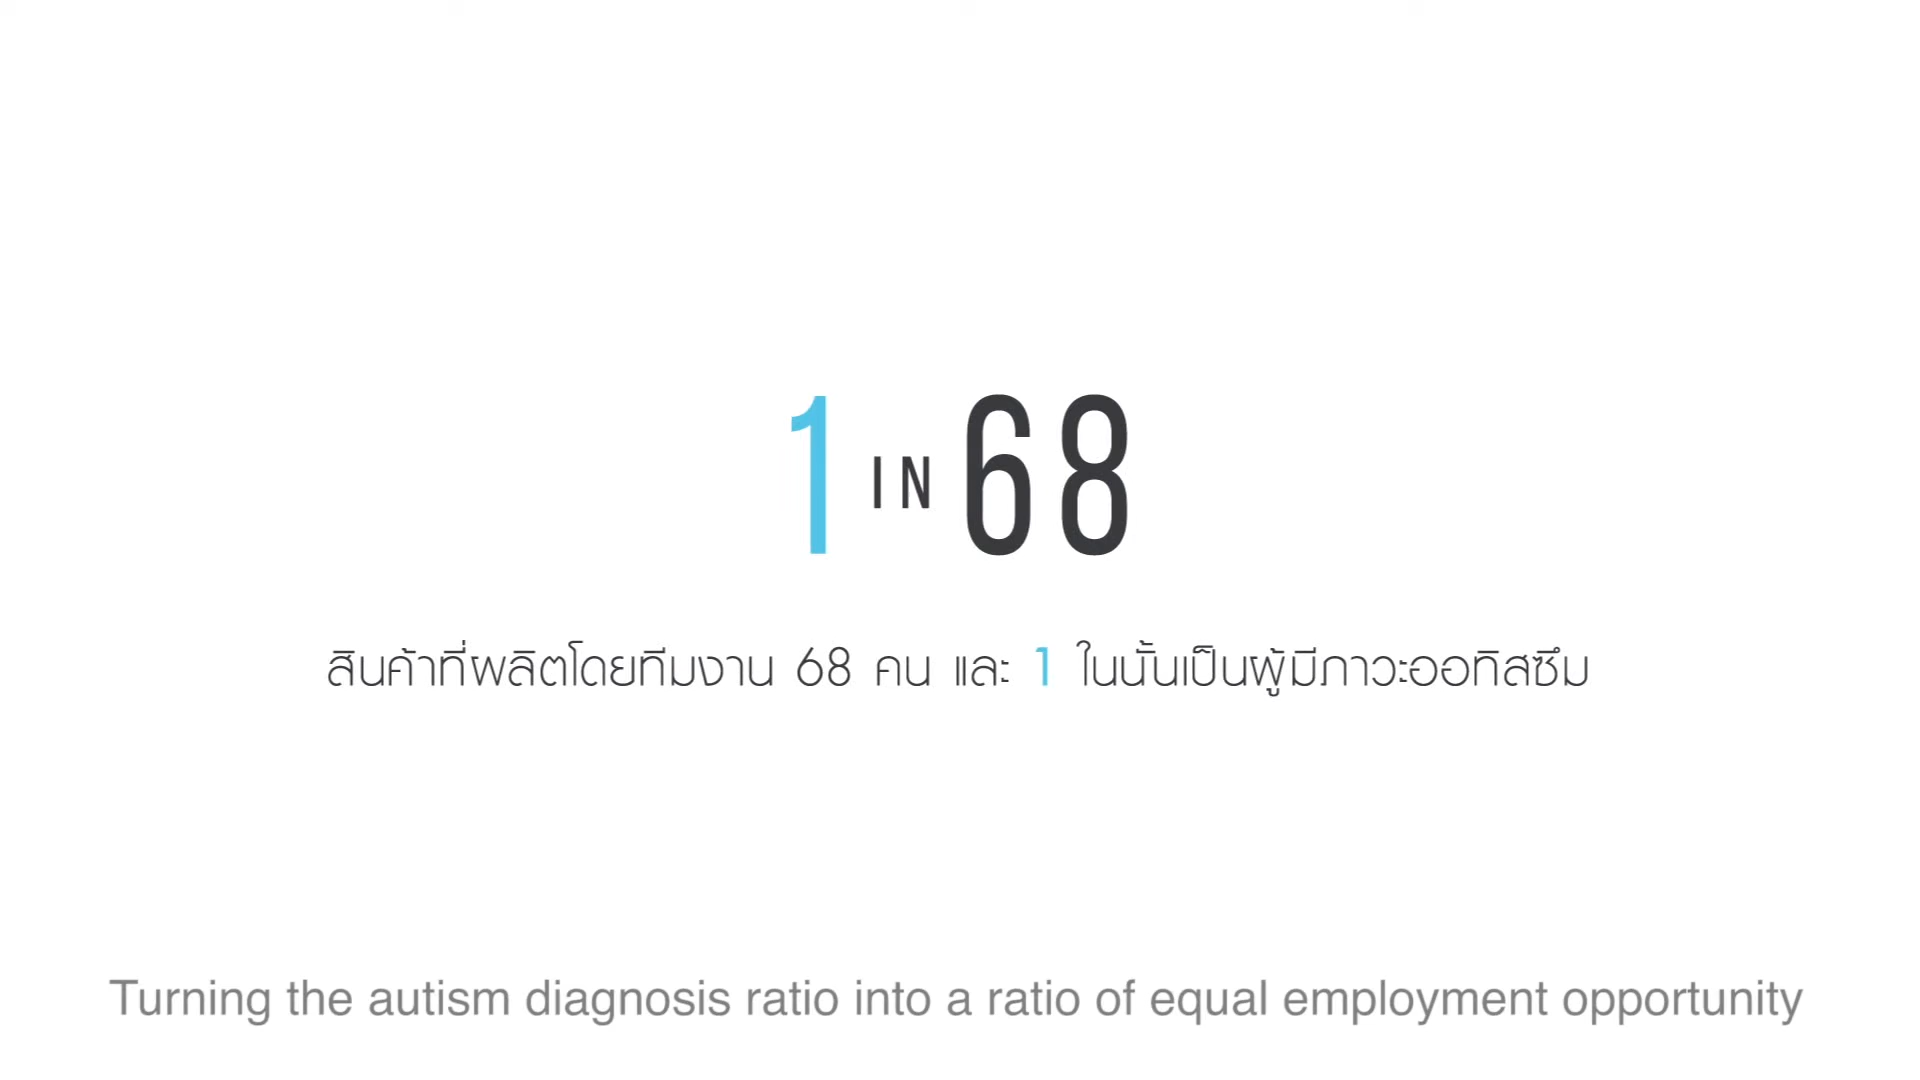 1 IN 68
สินค้าที่ผลิตโดยทีมงาน 68 คน และ 1 ในนั้นเป็นผู้มีภาวะออทิสซึม
Turning the autism diagnosis ratio into a ratio of equal employment opportunity